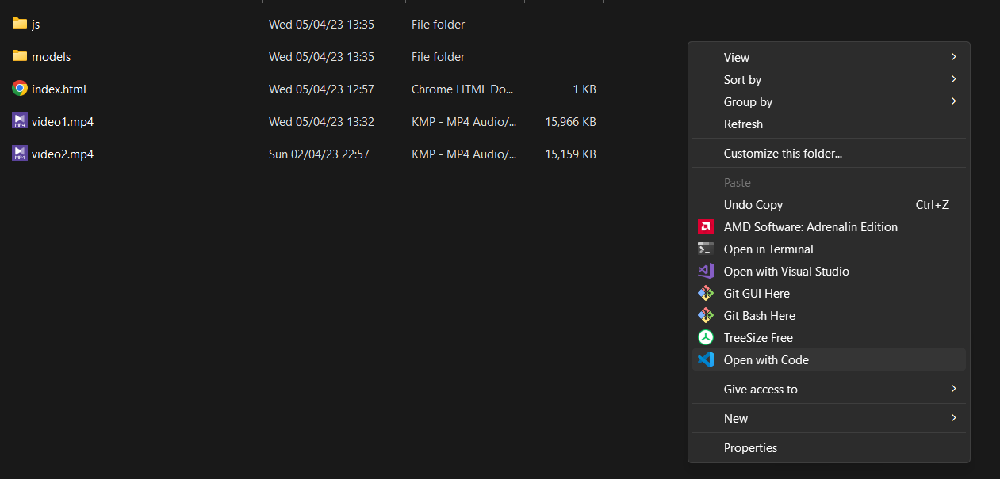 js Wed 05/04/23 13:35 File folder
models Wed 05/04/23 13:35 File folder
index.html Wed 05/04/23 12:57 Chrome HTML Do... 1 KB
video1.mp4 Wed 05/04/23 13:32 KMP - MP4 Audio/... 15,966 KB
video2.mp4 Sun 02/04/23 22:57 KMP - MP4 Audio/... 15,159 KB
View
Sort by
Group by
Refresh
Customize this folder...
Paste
Undo Copy Ctrl+Z
AMD Software: Adrenalin Edition
Open in Terminal
Open with Visual Studio
Git GUI Here
Git Bash Here
TreeSize Free
Open with Code
Give access to
New
Properties